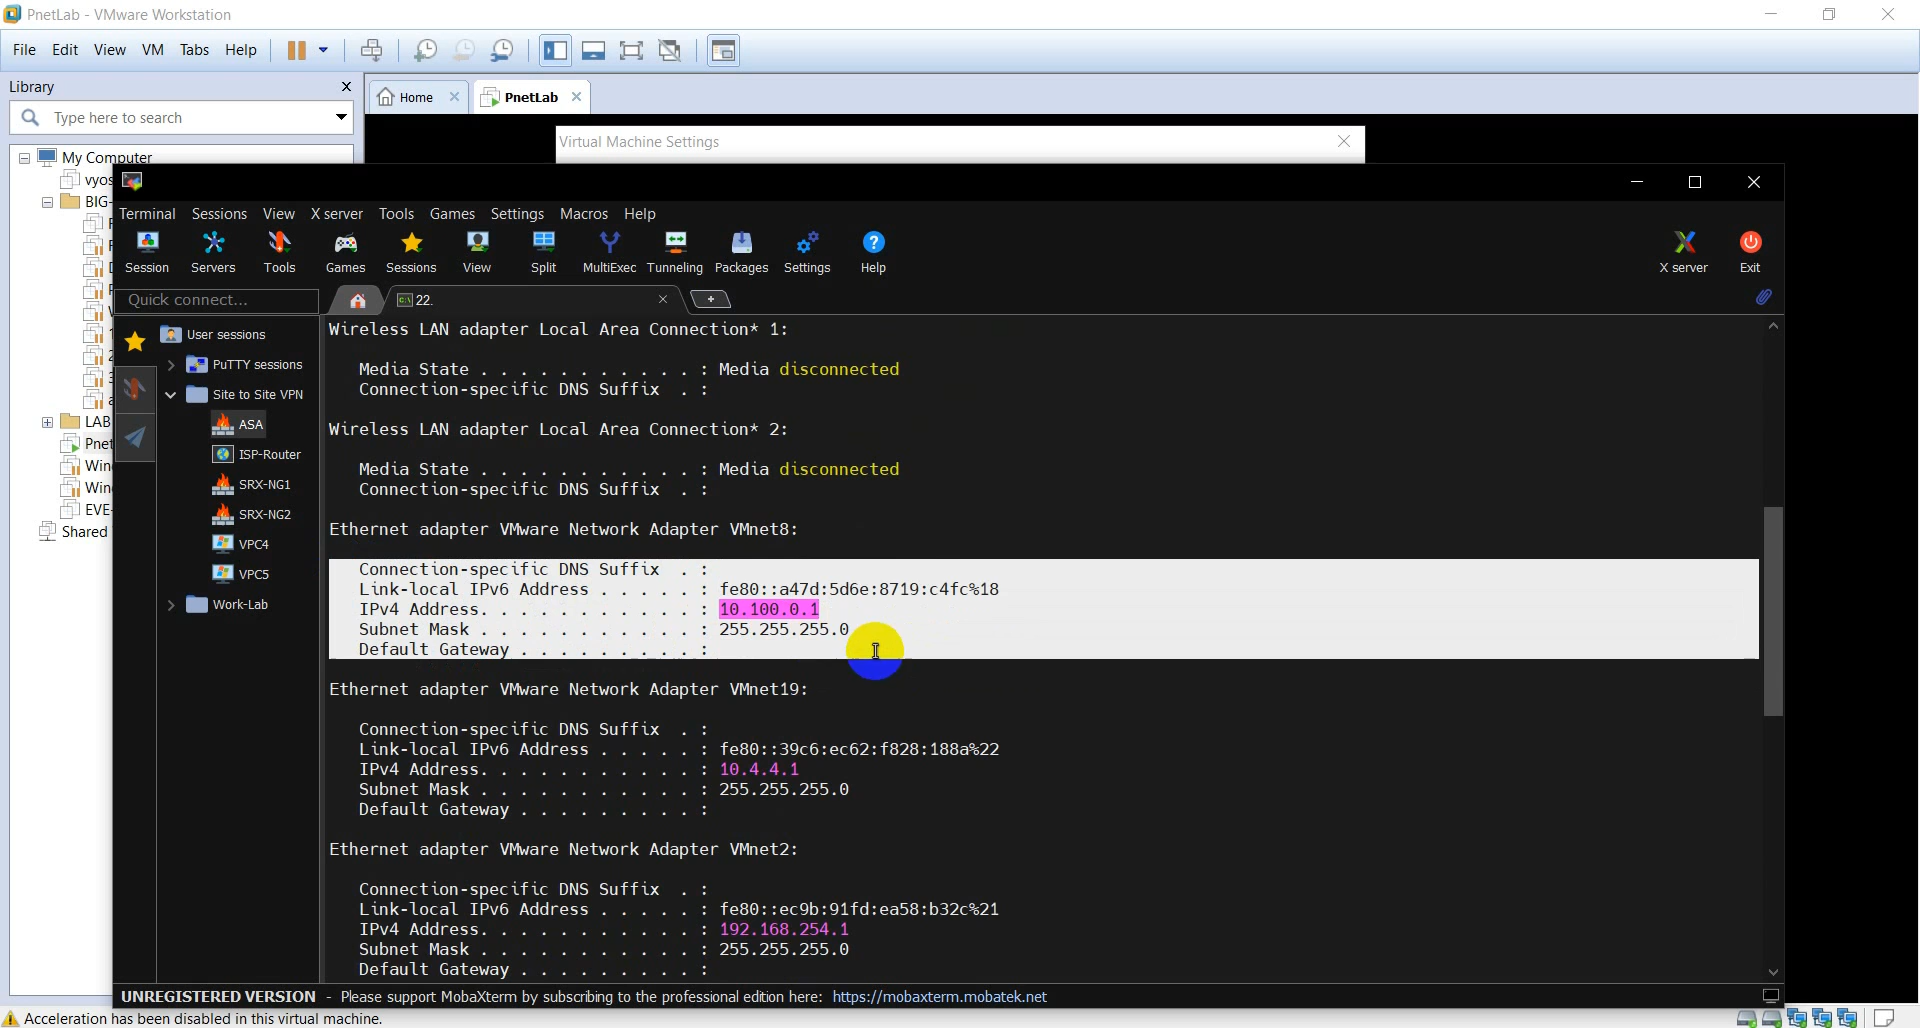 PnetLab - VMware Workstation
File Edit View VM Tabs Help
Library
Home
PnetLab
Type here to search
Virtual Machine Settings
My Computer
vyos
BIG-
LAB
Pnet
Win
Win
EVE-
Shared
Terminal Sessions View X server Tools Games Settings Macros Help
Session Servers Tools Games Sessions View Split MultiExec Tunneling Packages Settings Help
X server Exit
Quick connect...
22.
User sessions
PuTTY sessions
Site to Site VPN
ASA
ISP-Router
SRX-NG1
SRX-NG2
VPC4
VPC5
Work-Lab
Wireless LAN adapter Local Area Connection* 1:
Media State . . . . . . . . . . . : Media disconnected
Connection-specific DNS Suffix . :
Wireless LAN adapter Local Area Connection* 2:
Media State . . . . . . . . . . . : Media disconnected
Connection-specific DNS Suffix . :
Ethernet adapter VMware Network Adapter VMnet8:
Connection-specific DNS Suffix . :
Link-local IPv6 Address . . . . . : fe80::a47d:5d6e:8719:c4fc%18
IPv4 Address. . . . . . . . . . . : 10.100.0.1
Subnet Mask . . . . . . . . . . . : 255.255.255.0
Default Gateway . . . . . . . . . :
Ethernet adapter VMware Network Adapter VMnet19:
Connection-specific DNS Suffix . :
Link-local IPv6 Address . . . . . : fe80::39c6:ec62:f828:188a%22
IPv4 Address. . . . . . . . . . . : 10.4.4.1
Subnet Mask . . . . . . . . . . . : 255.255.255.0
Default Gateway . . . . . . . . . :
Ethernet adapter VMware Network Adapter VMnet2:
Connection-specific DNS Suffix . :
Link-local IPv6 Address . . . . . : fe80::ec9b:91fd:ea58:b32c%21
IPv4 Address. . . . . . . . . . . : 192.168.254.1
Subnet Mask . . . . . . . . . . . : 255.255.255.0
Default Gateway . . . . . . . . . :
UNREGISTERED VERSION - Please support MobaXterm by subscribing to the professional edition here: https://mobaxterm.mobatek.net
Acceleration has been disabled in this virtual machine.